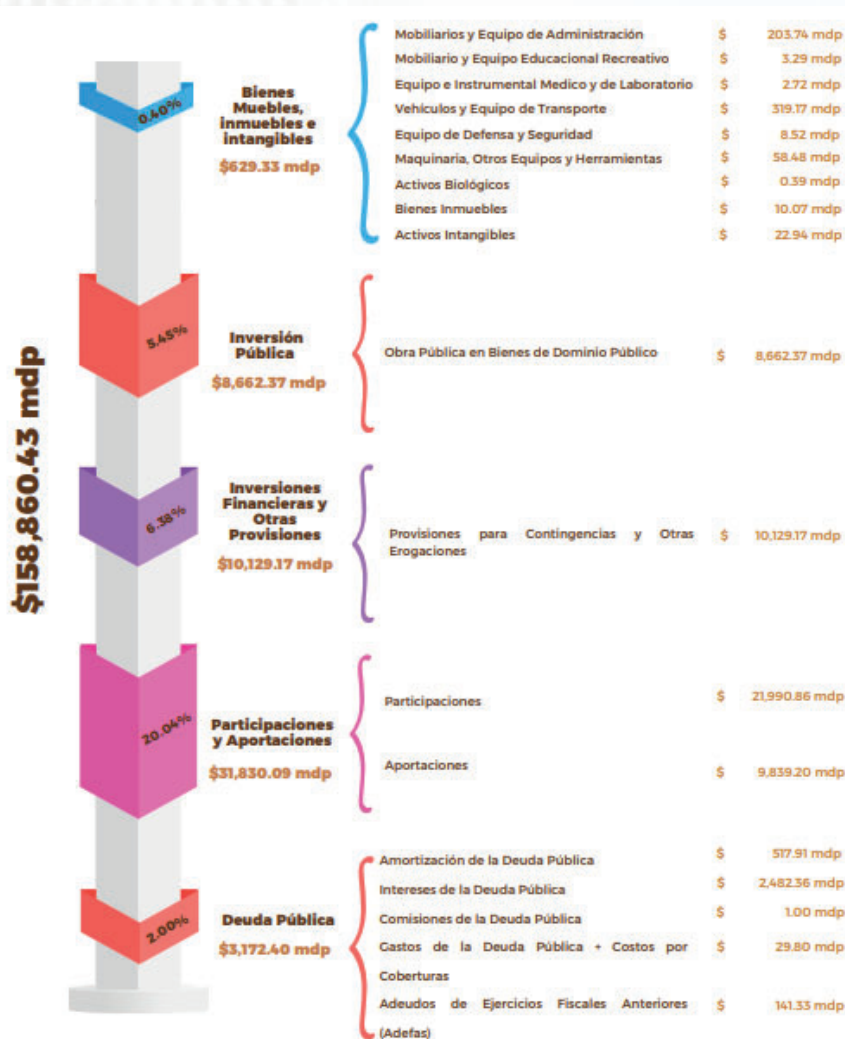 $158,860.43 mdp
0.40%
Bienes
Muebles,
inmuebles e
intangibles
$629.33 mdp
Mobiliarios y Equipo de Administración $ 203.74 mdp
Mobiliario y Equipo Educacional Recreativo $ 3.29 mdp
Equipo e Instrumental Medico y de Laboratorio $ 2.72 mdp
Vehículos y Equipo de Transporte $ 319.17 mdp
Equipo de Defensa y Seguridad $ 8.52 mdp
Maquinaria, Otros Equipos y Herramientas $ 58.48 mdp
Activos Biológicos $ 0.39 mdp
Bienes Inmuebles $ 10.07 mdp
Activos Intangibles $ 22.94 mdp
5.45%
Inversión
Pública
$8,662.37 mdp
Obra Pública en Bienes de Dominio Público $ 8,662.37 mdp
6.38%
Inversiones
Financieras y
Otras
Provisiones
$10,129.17 mdp
Provisiones para Contingencias y Otras $ 10,129.17 mdp
Erogaciones
20.04%
Participaciones
y Aportaciones
$31,830.09 mdp
Participaciones $ 21,990.86 mdp
Aportaciones $ 9,839.20 mdp
2.00%
Deuda Pública
$3,172.40 mdp
Amortización de la Deuda Pública $ 517.91 mdp
Intereses de la Deuda Pública $ 2,482.36 mdp
Comisiones de la Deuda Pública $ 1.00 mdp
Gastos de la Deuda Pública + Costos por $ 29.80 mdp
Coberturas
Adeudos de Ejercicios Fiscales Anteriores $ 141.33 mdp
(Adefas)